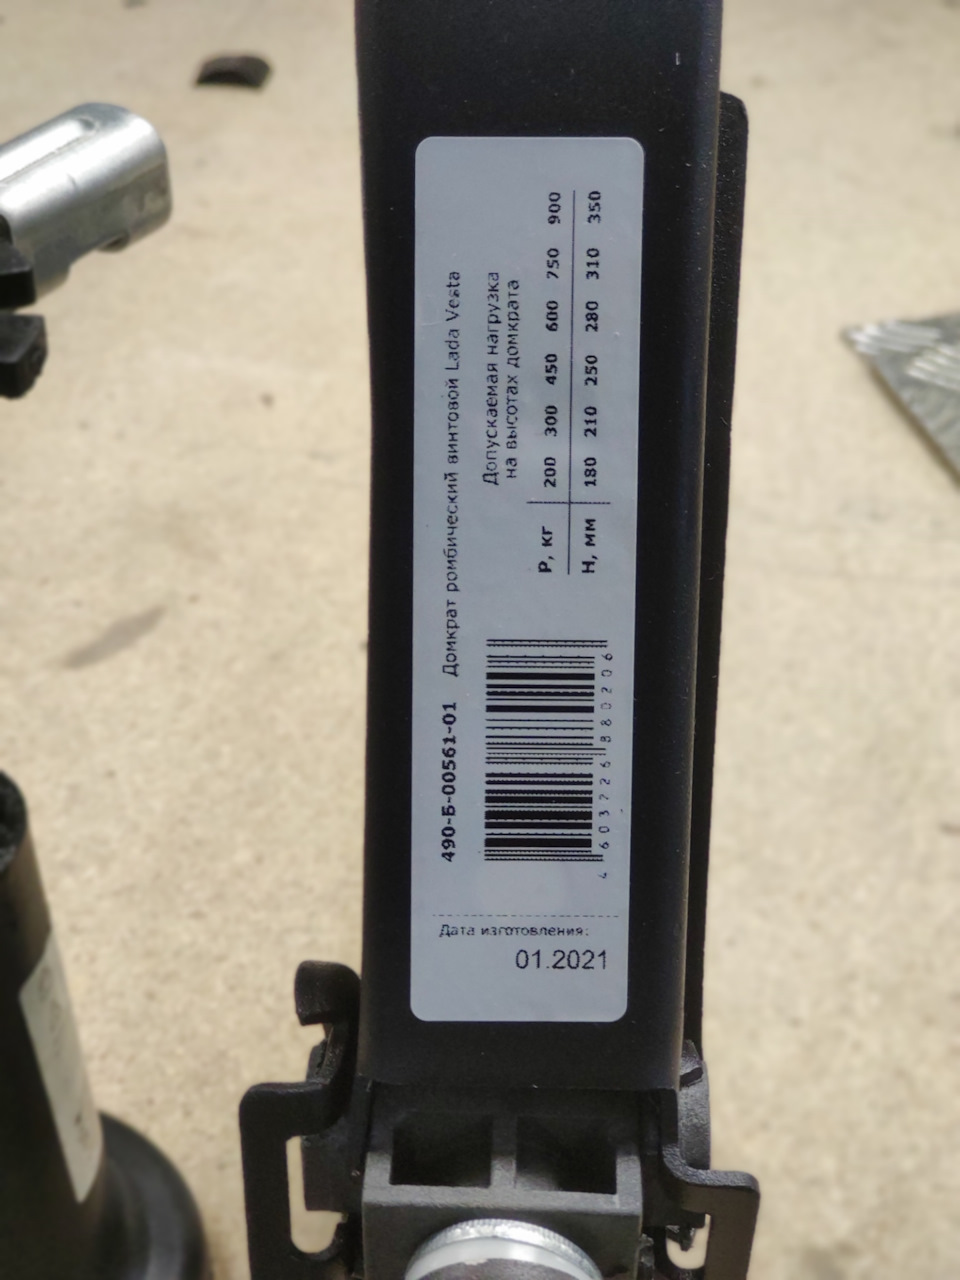 490-Б-00561-01 Домкрат ромбический винтовой Lada Vesta
Допускаемая нагрузка
на высотах домкрата
Р, кг 200 300 450 600 750 900
Н, мм 180 210 250 280 310 350
4 603726 880206
Дата изготовления:
01.2021